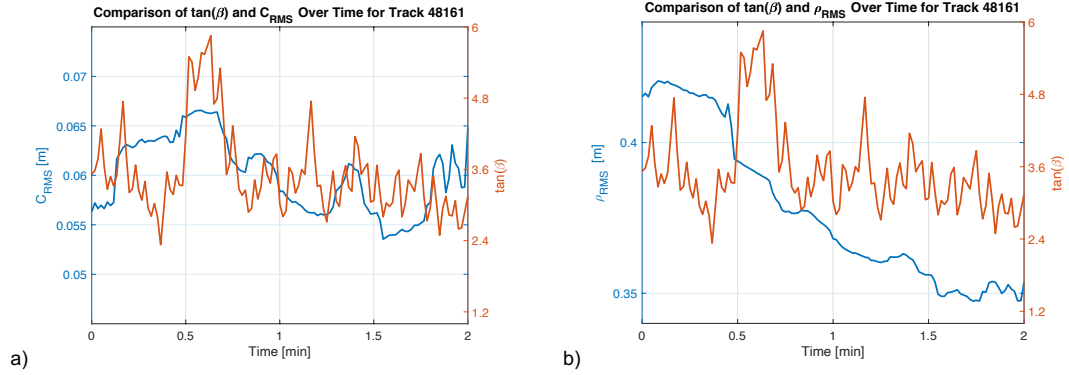 Comparison of tan(β) and C_RMS Over Time for Track 48161
0.07
0.065
0.06
0.055
0.05
C_RMS [m]
6
4.8
3.6
2.4
1.2
tan(β)
0 0.5 1 1.5 2
Time [min]
a)
Comparison of tan(β) and ρ_RMS Over Time for Track 48161
0.4
0.35
ρ_RMS [m]
6
4.8
3.6
2.4
1.2
tan(β)
0 0.5 1 1.5 2
Time [min]
b)